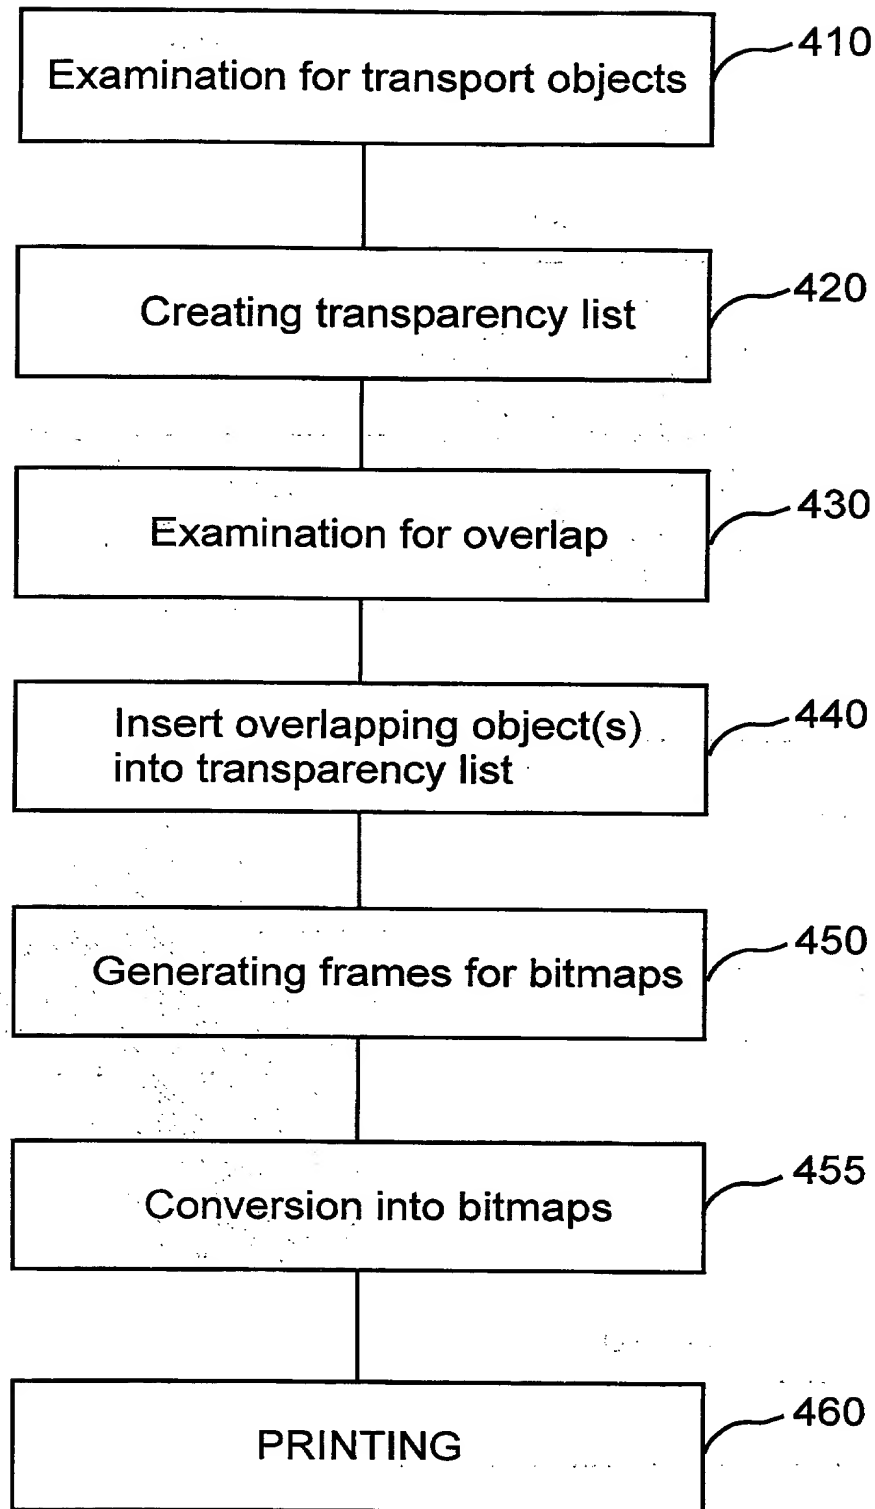 Examination for transport objects
410
Creating transparency list
420
Examination for overlap
430
Insert overlapping object(s)
into transparency list
440
Generating frames for bitmaps
450
Conversion into bitmaps
455
PRINTING
460